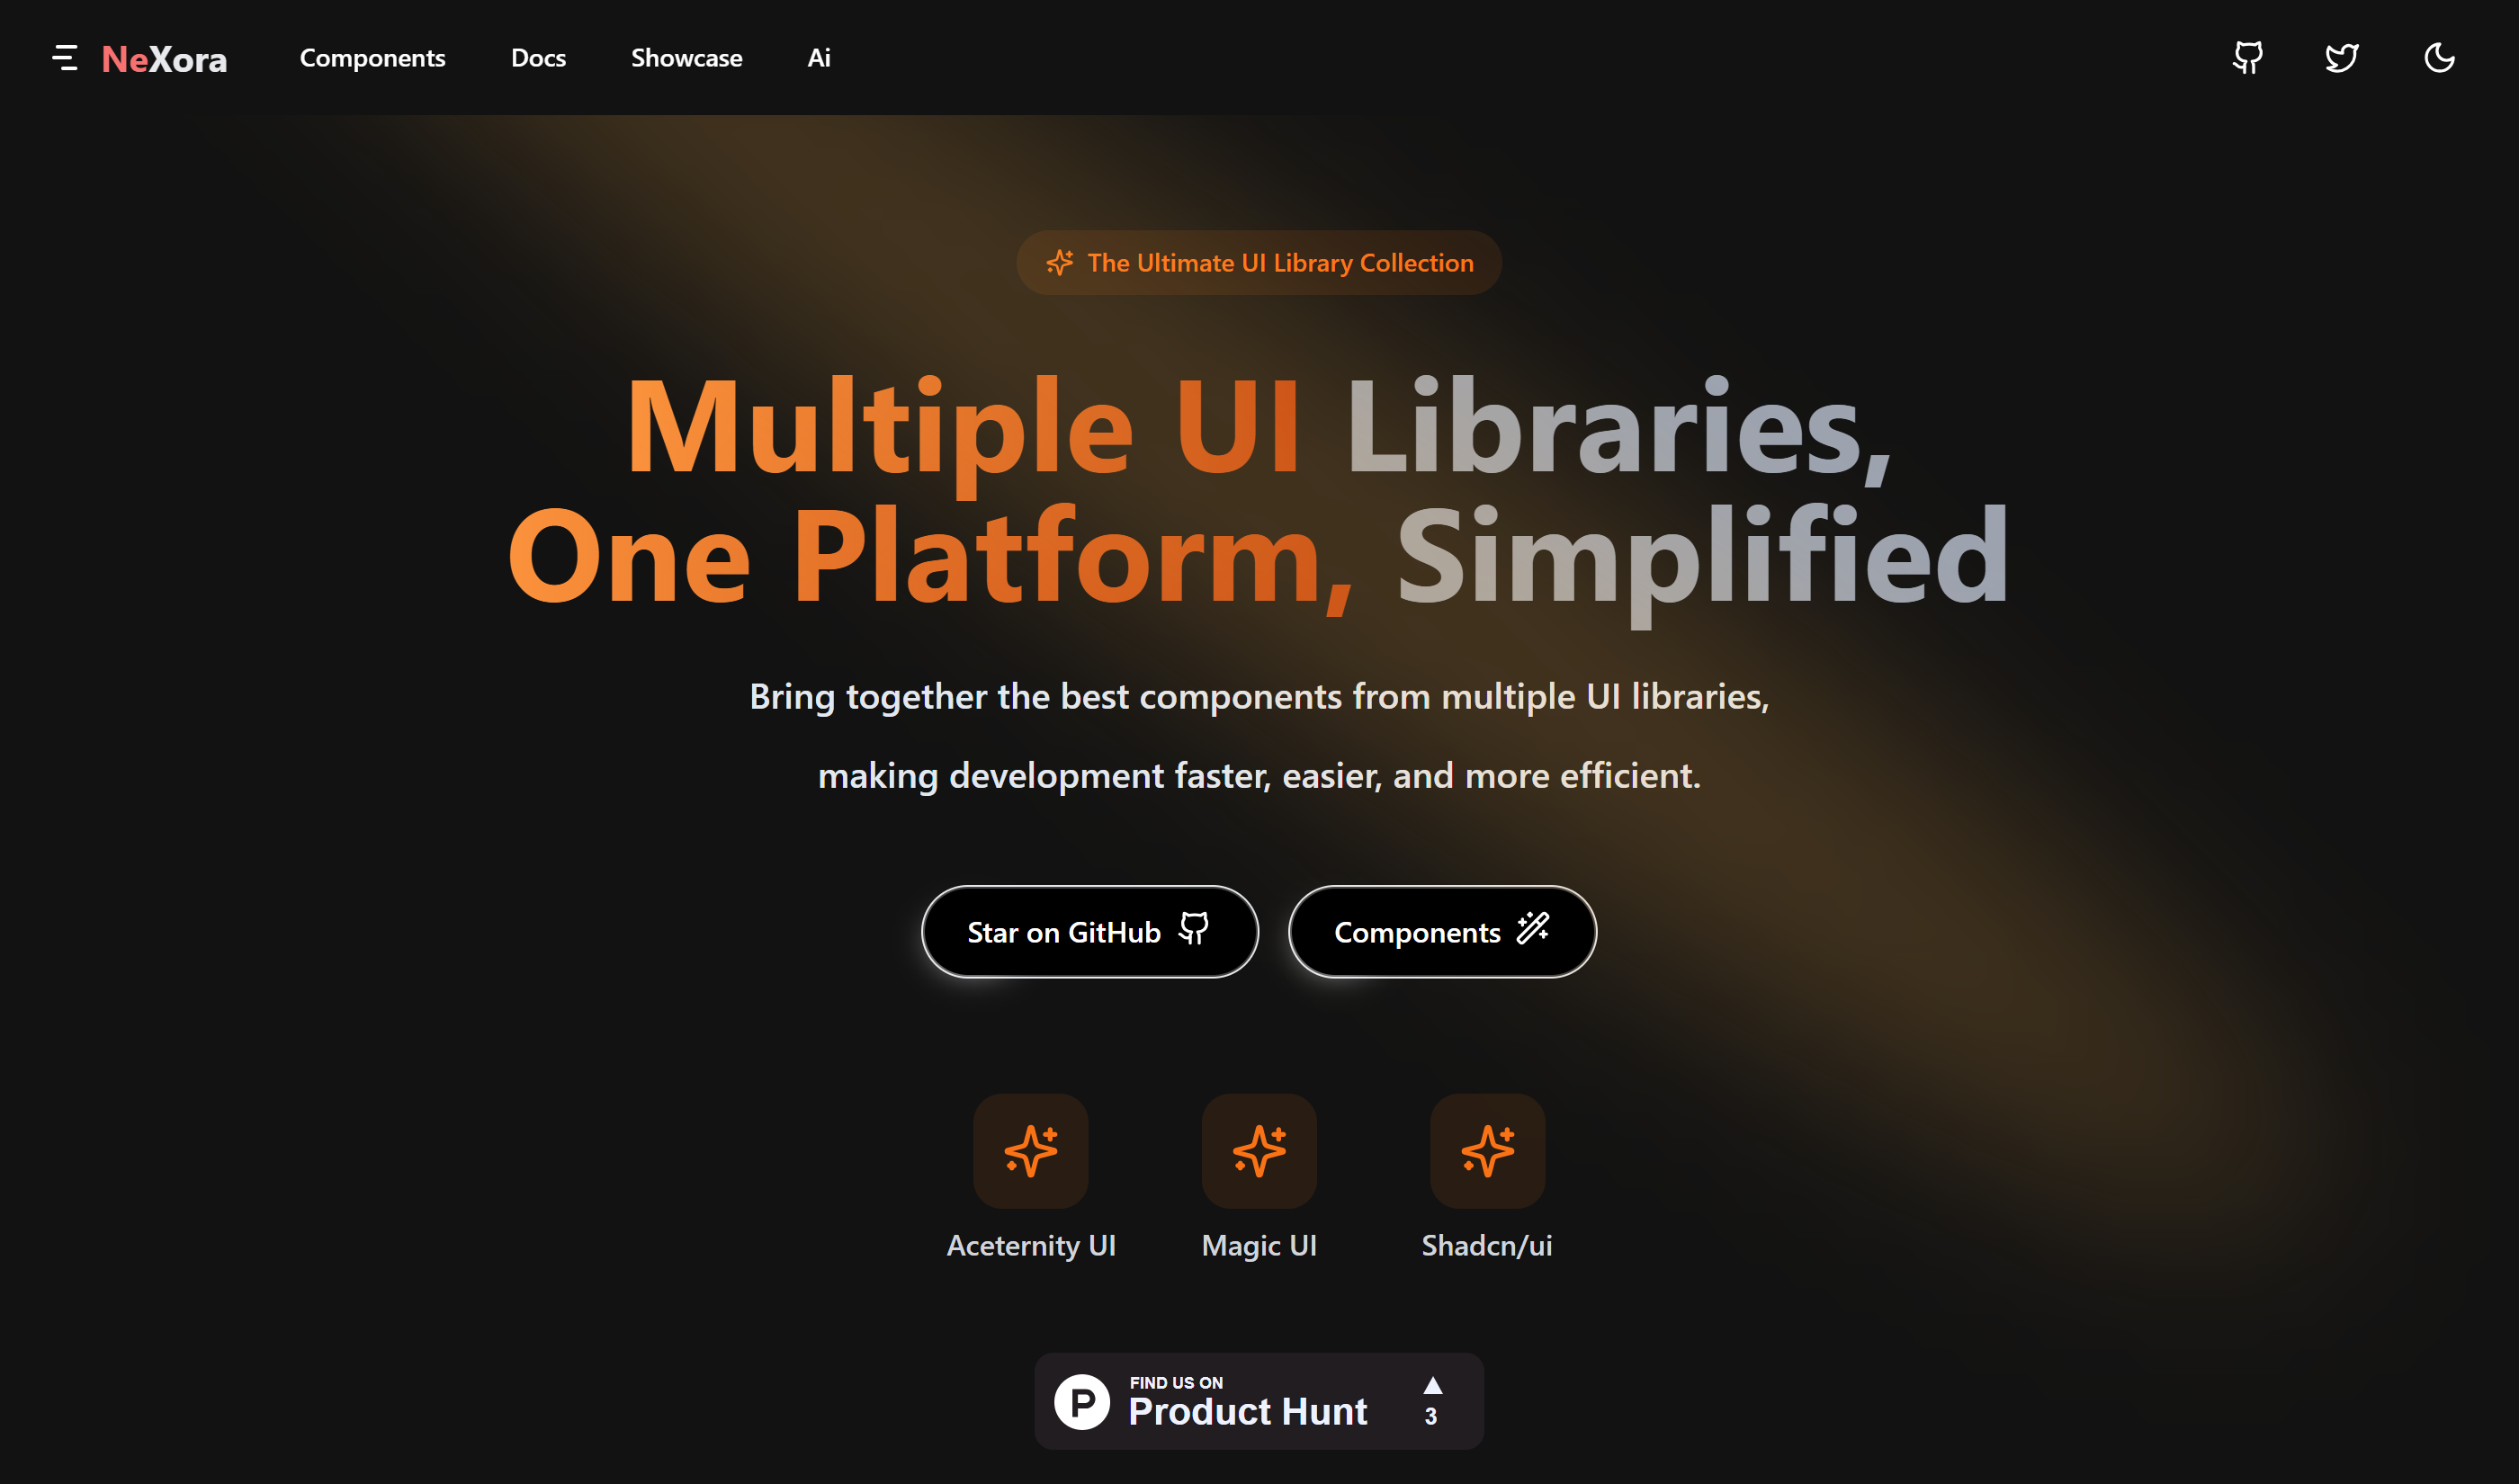 NeXora
Components
Docs
Showcase
Ai
The Ultimate UI Library Collection
Multiple UI Libraries,
One Platform, Simplified
Bring together the best components from multiple UI libraries,
making development faster, easier, and more efficient.
Star on GitHub
Components
Aceternity UI
Magic UI
Shadcn/ui
P
FIND US ON
Product Hunt
▲
3